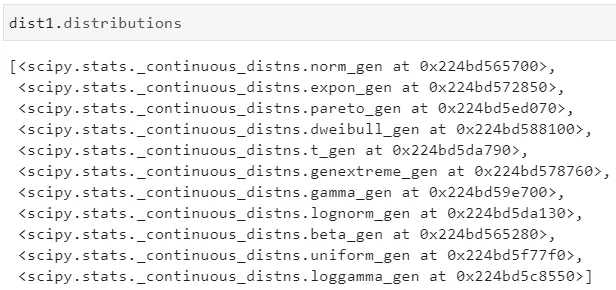 dist1.distributions
[<scipy.stats._continuous_distns.norm_gen at 0x224bd565700>,
<scipy.stats._continuous_distns.expon_gen at 0x224bd572850>,
<scipy.stats._continuous_distns.pareto_gen at 0x224bd5ed070>,
<scipy.stats._continuous_distns.dweibull_gen at 0x224bd588100>,
<scipy.stats._continuous_distns.t_gen at 0x224bd5da790>,
<scipy.stats._continuous_distns.genextreme_gen at 0x224bd578760>,
<scipy.stats._continuous_distns.gamma_gen at 0x224bd59e700>,
<scipy.stats._continuous_distns.lognorm_gen at 0x224bd5da130>,
<scipy.stats._continuous_distns.beta_gen at 0x224bd565280>,
<scipy.stats._continuous_distns.uniform_gen at 0x224bd5f77f0>,
<scipy.stats._continuous_distns.loggamma_gen at 0x224bd5c8550>]